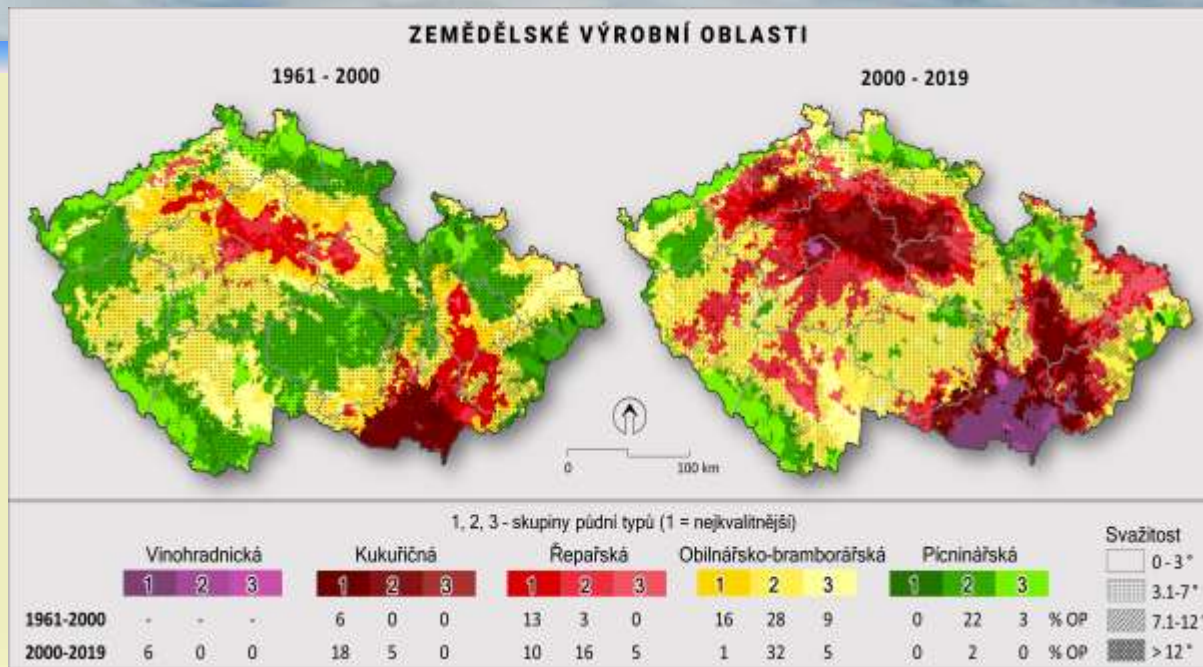 ZEMĚDĚLSKÉ VÝROBNÍ OBLASTI
1961 - 2000
2000 - 2019
0 100 km
1, 2, 3 - skupiny půdní typů (1 = nejkvalitnější)
Vinohradnická Kukuřičná Řepařská Obilnářsko-bramborářská Pícninářská
1 2 3 1 2 3 1 2 3 1 2 3 1 2 3
1961-2000 - - - 6 0 0 13 3 0 16 28 9 0 22 3 % OP
2000-2019 6 0 0 18 5 0 10 16 5 1 32 5 0 2 0 % OP
Svažitost
0 - 3 °
3.1-7 °
7.1-12 °
> 12 °